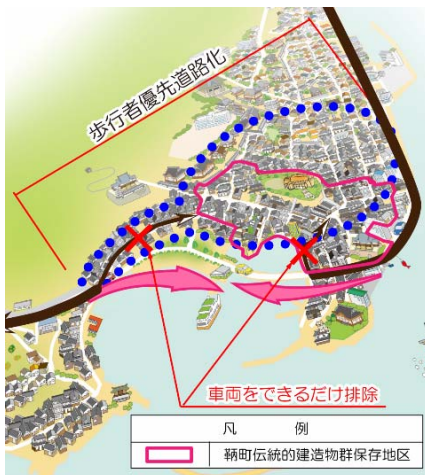 歩行者優先道路化
車両をできるだけ排除
凡 例
鞆町伝統的建造物群保存地区